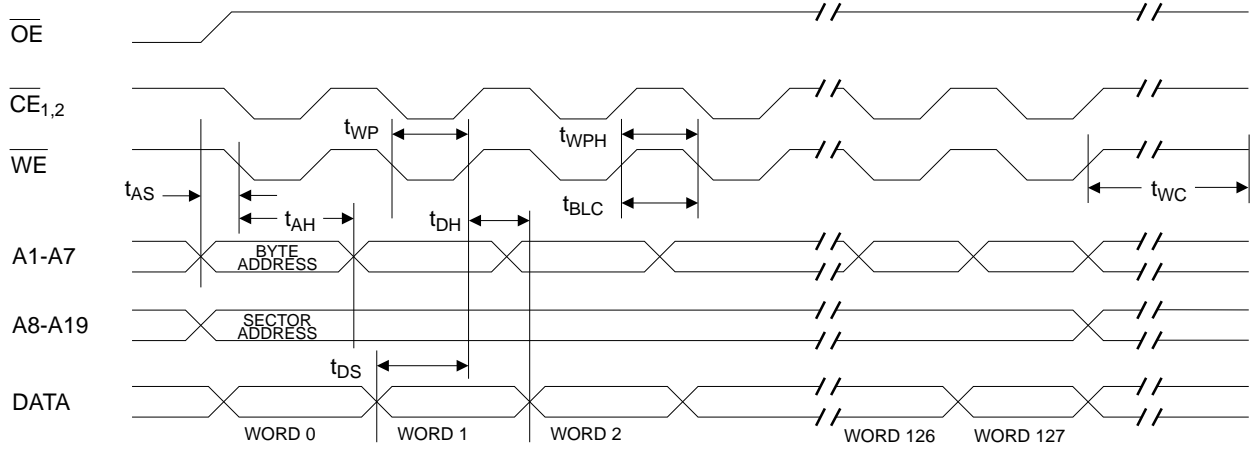 OE
CE1,2
tWP
tWPH
WE
tAS
tAH
tDH
tBLC
tWC
A1-A7
BYTE
ADDRESS
A8-A19
SECTOR
ADDRESS
tDS
DATA
WORD 0
WORD 1
WORD 2
WORD 126
WORD 127